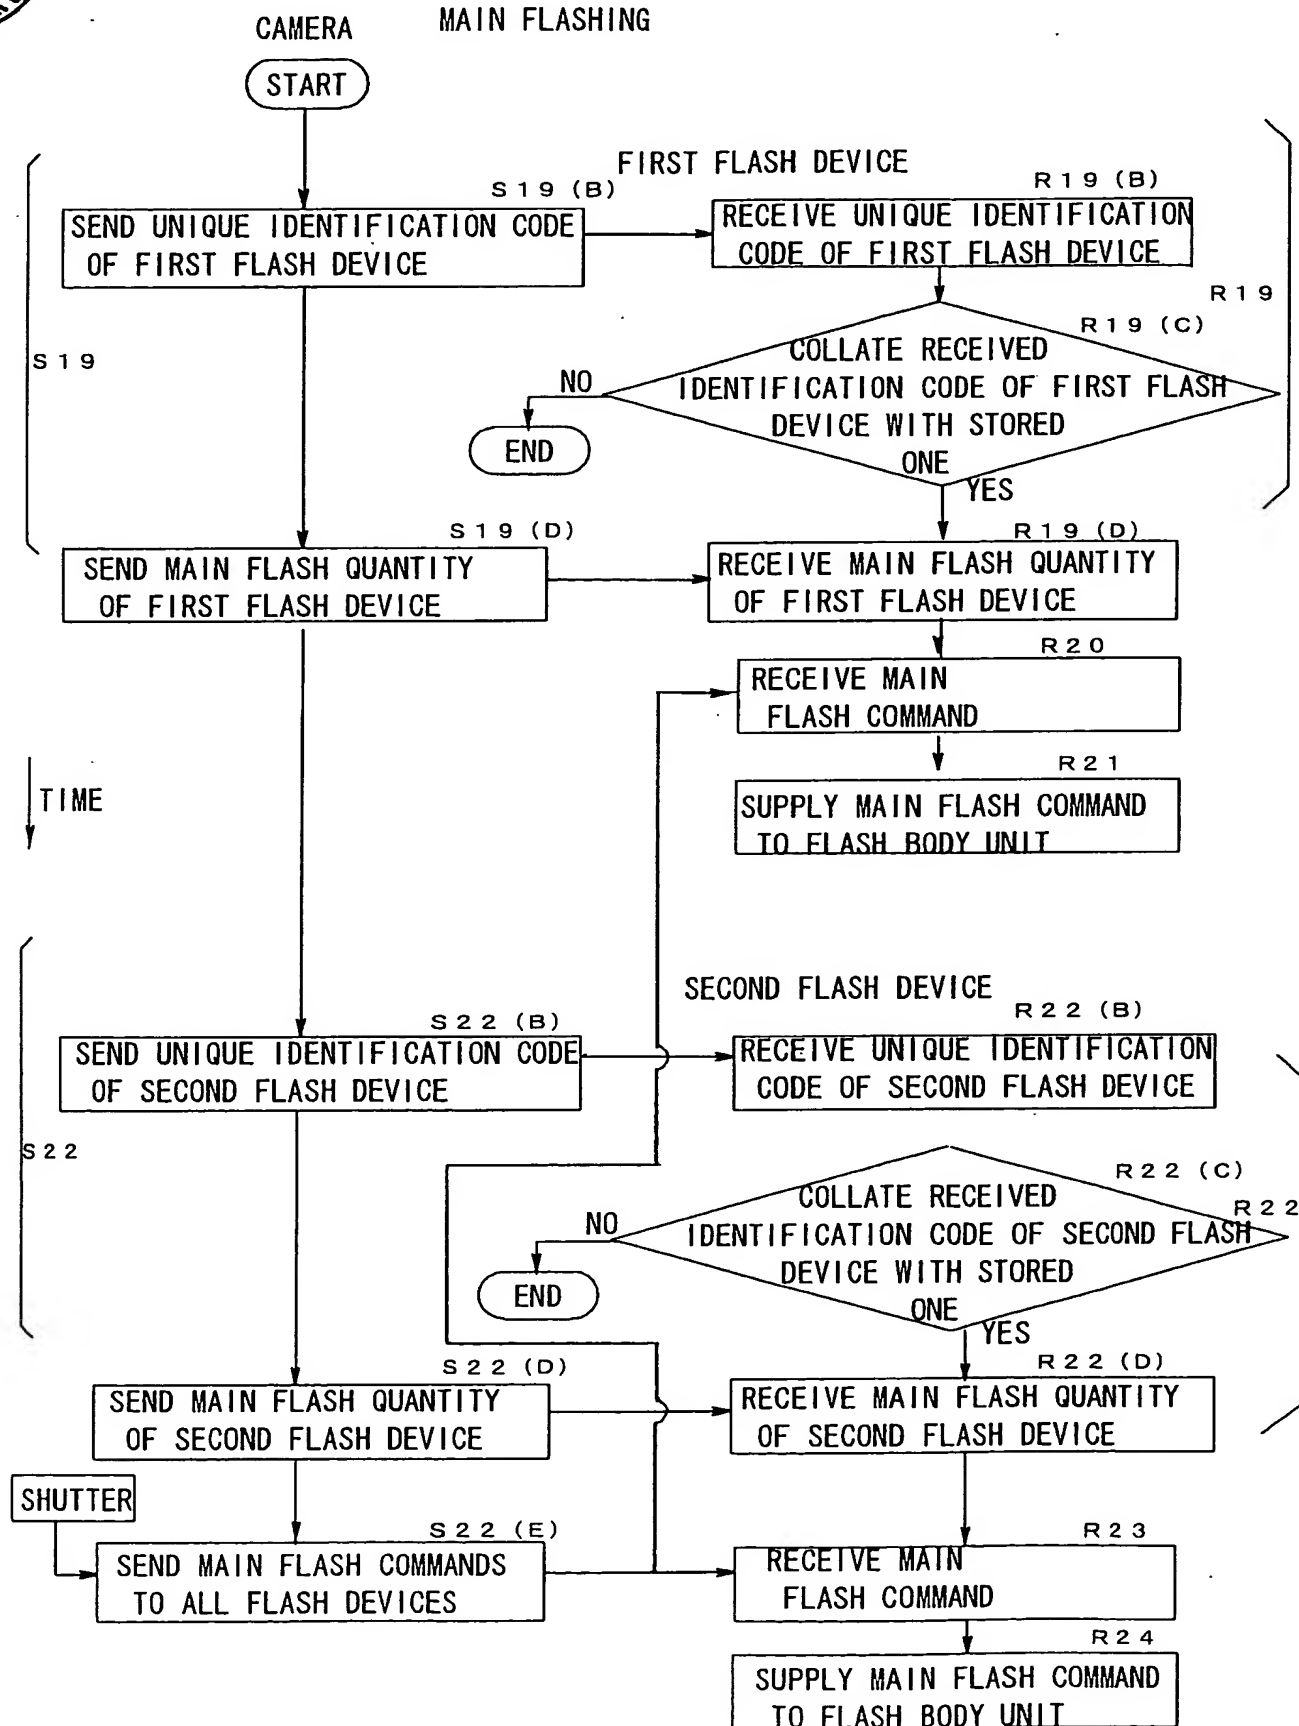 MAIN FLASHING
CAMERA
START
FIRST FLASH DEVICE
S19 (B)
R19 (B)
SEND UNIQUE IDENTIFICATION CODE
OF FIRST FLASH DEVICE
RECEIVE UNIQUE IDENTIFICATION
CODE OF FIRST FLASH DEVICE
R19
R19 (C)
S19
COLLATE RECEIVED
IDENTIFICATION CODE OF FIRST FLASH
DEVICE WITH STORED
ONE
NO
END
YES
S19 (D)
R19 (D)
SEND MAIN FLASH QUANTITY
OF FIRST FLASH DEVICE
RECEIVE MAIN FLASH QUANTITY
OF FIRST FLASH DEVICE
R20
RECEIVE MAIN
FLASH COMMAND
R21
TIME
SUPPLY MAIN FLASH COMMAND
TO FLASH BODY UNIT
SECOND FLASH DEVICE
S22 (B)
R22 (B)
SEND UNIQUE IDENTIFICATION CODE
OF SECOND FLASH DEVICE
RECEIVE UNIQUE IDENTIFICATION
CODE OF SECOND FLASH DEVICE
S22
R22 (C)
R22
COLLATE RECEIVED
IDENTIFICATION CODE OF SECOND FLASH
DEVICE WITH STORED
ONE
NO
END
YES
S22 (D)
R22 (D)
SEND MAIN FLASH QUANTITY
OF SECOND FLASH DEVICE
RECEIVE MAIN FLASH QUANTITY
OF SECOND FLASH DEVICE
SHUTTER
S22 (E)
R23
SEND MAIN FLASH COMMANDS
TO ALL FLASH DEVICES
RECEIVE MAIN
FLASH COMMAND
R24
SUPPLY MAIN FLASH COMMAND
TO FLASH BODY UNIT